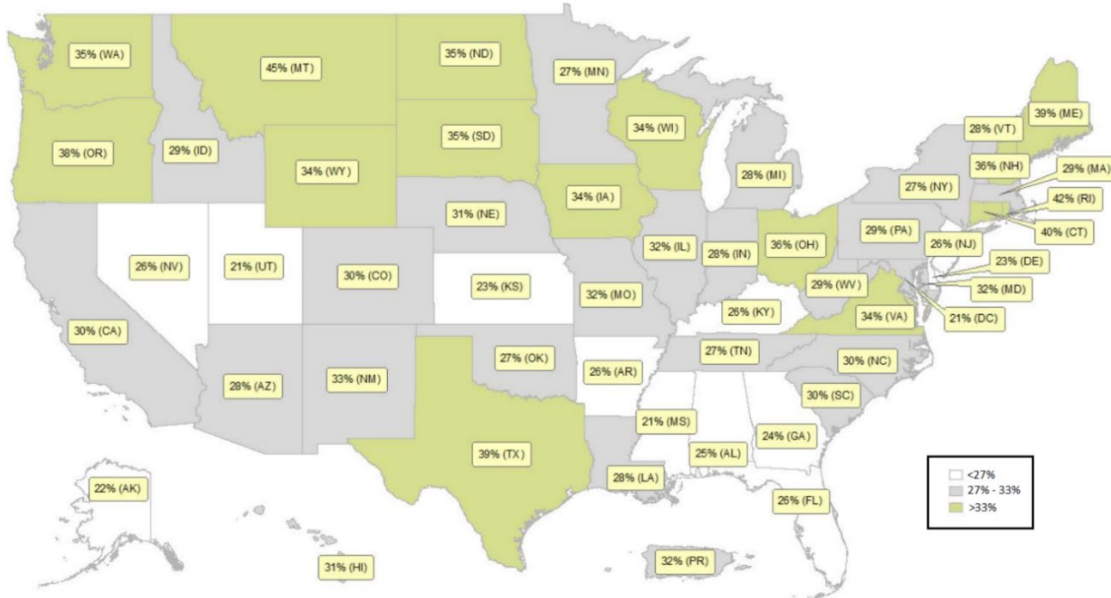 35% (WA)
45% (MT)
35% (ND)
27% (MN)
39% (ME)
28% (VT)
38% (OR)
29% (ID)
34% (WY)
35% (SD)
34% (WI)
28% (MI)
36% (NH)
29% (MA)
27% (NY)
42% (RI)
40% (CT)
31% (NE)
34% (IA)
32% (IL)
28% (IN)
36% (OH)
29% (PA)
26% (NJ)
23% (DE)
32% (MD)
21% (DC)
26% (NV)
21% (UT)
30% (CO)
23% (KS)
32% (MO)
26% (KY)
29% (WV)
34% (VA)
30% (CA)
28% (AZ)
33% (NM)
27% (OK)
26% (AR)
27% (TN)
30% (NC)
30% (SC)
39% (TX)
28% (LA)
21% (MS)
25% (AL)
24% (GA)
26% (FL)
22% (AK)
31% (HI)
32% (PR)
<27%
27% - 33%
>33%